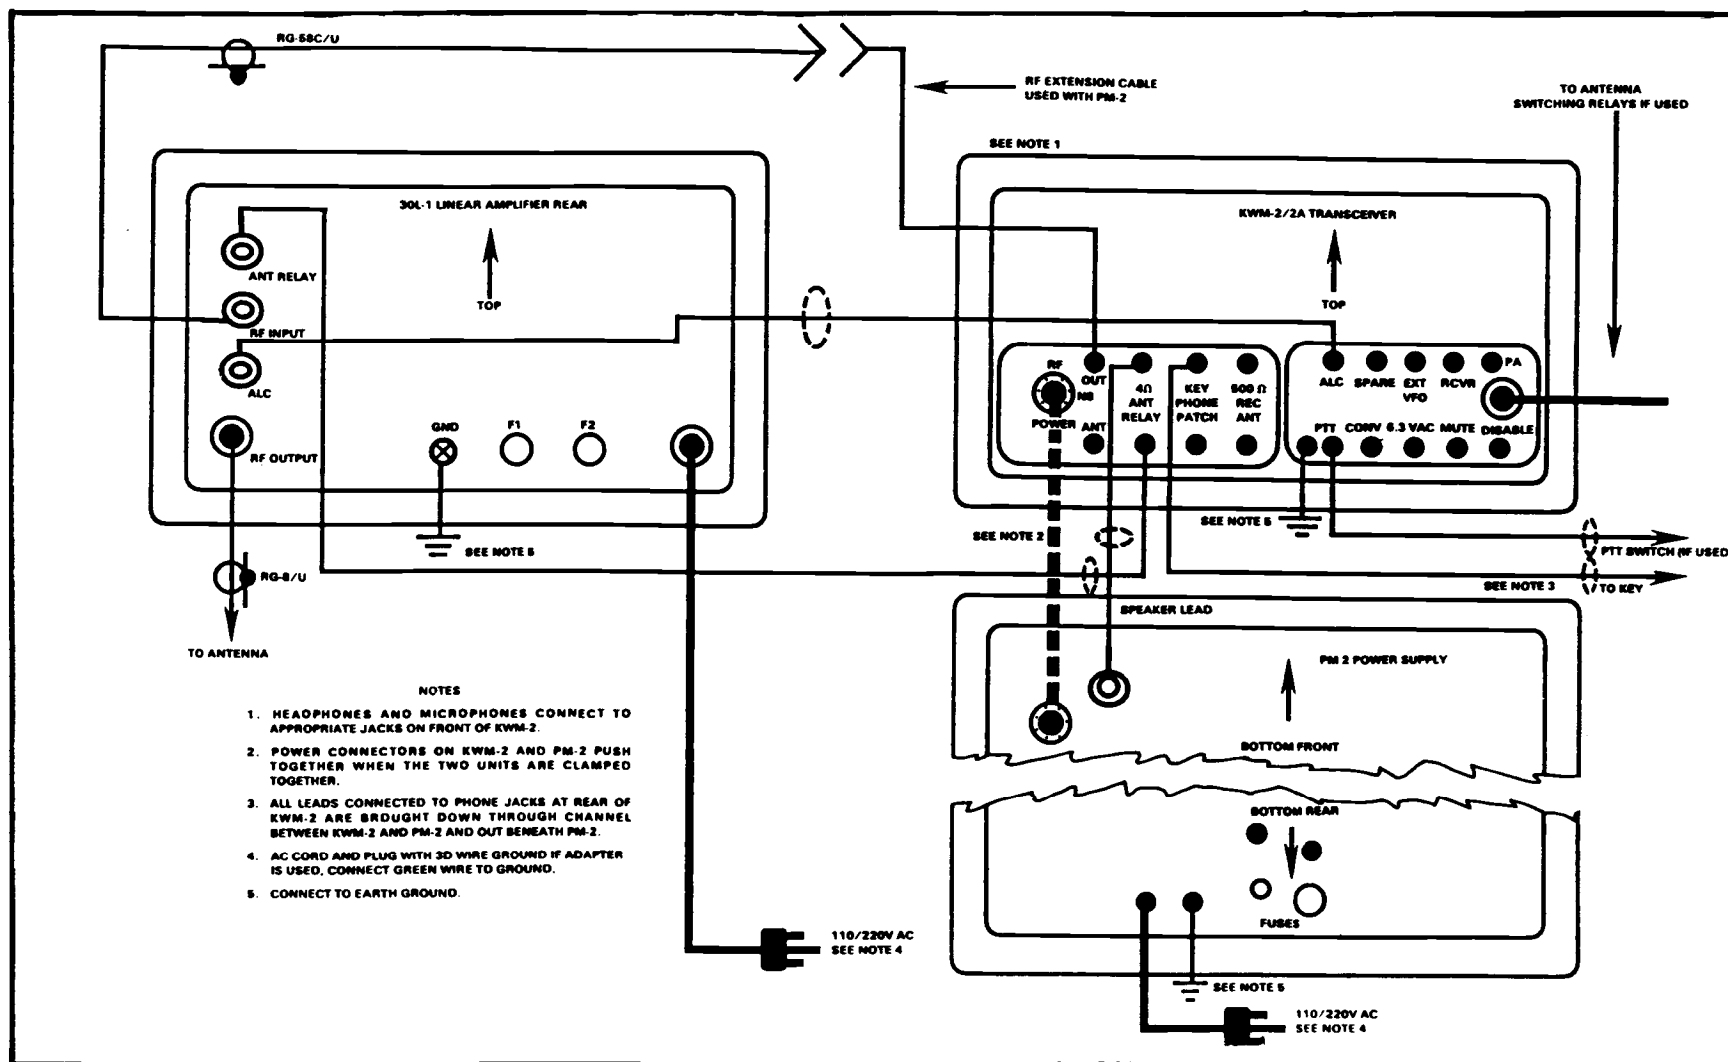 RG-58C/U
RF EXTENSION CABLE
USED WITH PM-2
TO ANTENNA
SWITCHING RELAYS IF USED
SEE NOTE 1
30L-1 LINEAR AMPLIFIER REAR
KWM-2/2A TRANSCEIVER
ANT RELAY
TOP
TOP
RF INPUT
ALC
RF
OUT
4Ω
ANT
RELAY
KEY
PHONE
PATCH
500 Ω
REC
ANT
NB
POWER
ANT
ALC
SPARE
EXT
VFO
RCVR
PA
PTT
CONV
6.3 VAC
MUTE
DISABLE
GND
F1
F2
RF OUTPUT
SEE NOTE 5
SEE NOTE 2
SEE NOTE 5
PTT SWITCH (IF USED
RG-8/U
SEE NOTE 3
TO KEY
SPEAKER LEAD
TO ANTENNA
PM 2 POWER SUPPLY
BOTTOM FRONT
NOTES
1. HEADPHONES AND MICROPHONES CONNECT TO
APPROPRIATE JACKS ON FRONT OF KWM-2.
2. POWER CONNECTORS ON KWM-2 AND PM-2 PUSH
TOGETHER WHEN THE TWO UNITS ARE CLAMPED
TOGETHER.
3. ALL LEADS CONNECTED TO PHONE JACKS AT REAR OF
KWM-2 ARE BROUGHT DOWN THROUGH CHANNEL
BETWEEN KWM-2 AND PM-2 AND OUT BENEATH PM-2.
4. AC CORD AND PLUG WITH 3D WIRE GROUND IF ADAPTER
IS USED, CONNECT GREEN WIRE TO GROUND.
5. CONNECT TO EARTH GROUND.
BOTTOM REAR
FUSES
110/220V AC
SEE NOTE 4
SEE NOTE 5
110/220V AC
SEE NOTE 4